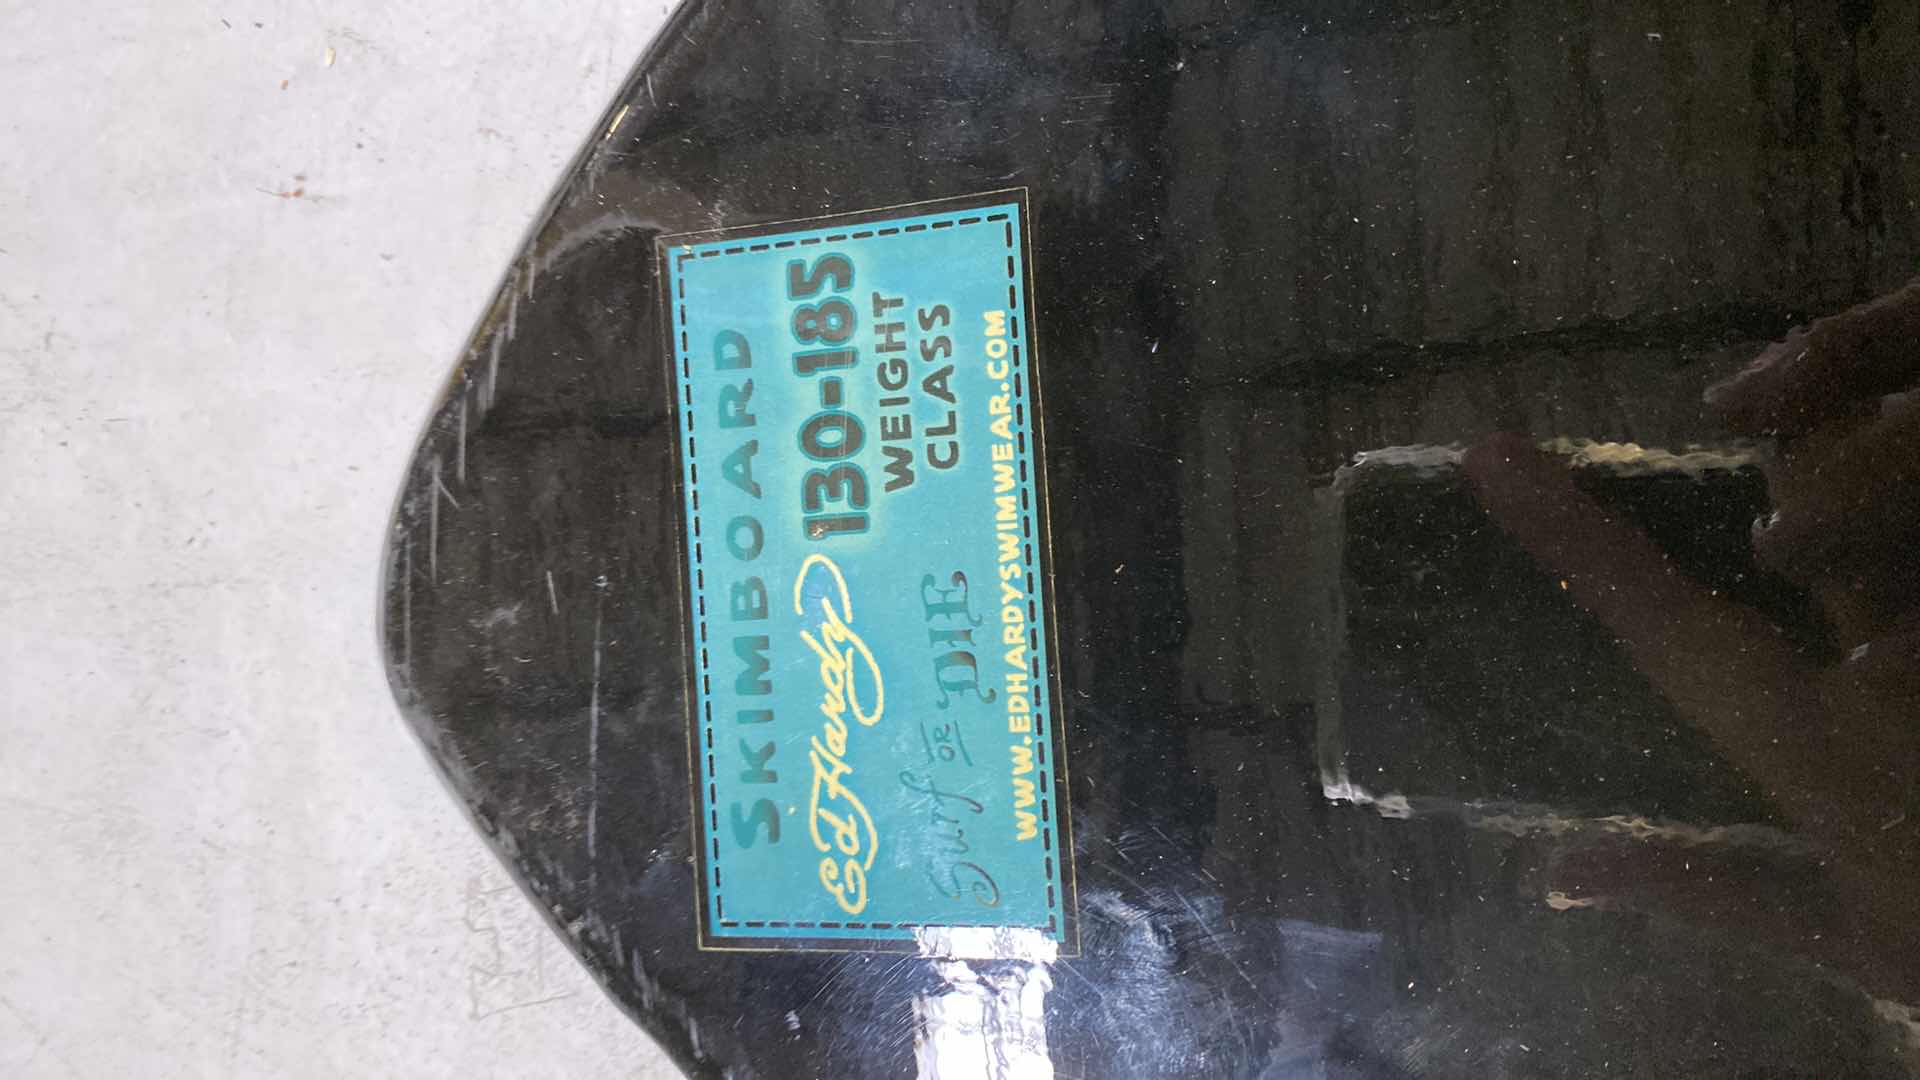 SKIMBOARD
Ed Hardy 130-185
WEIGHT
CLASS
Surf OR DIE
WWW.EDHARDYSWIMWEAR.COM